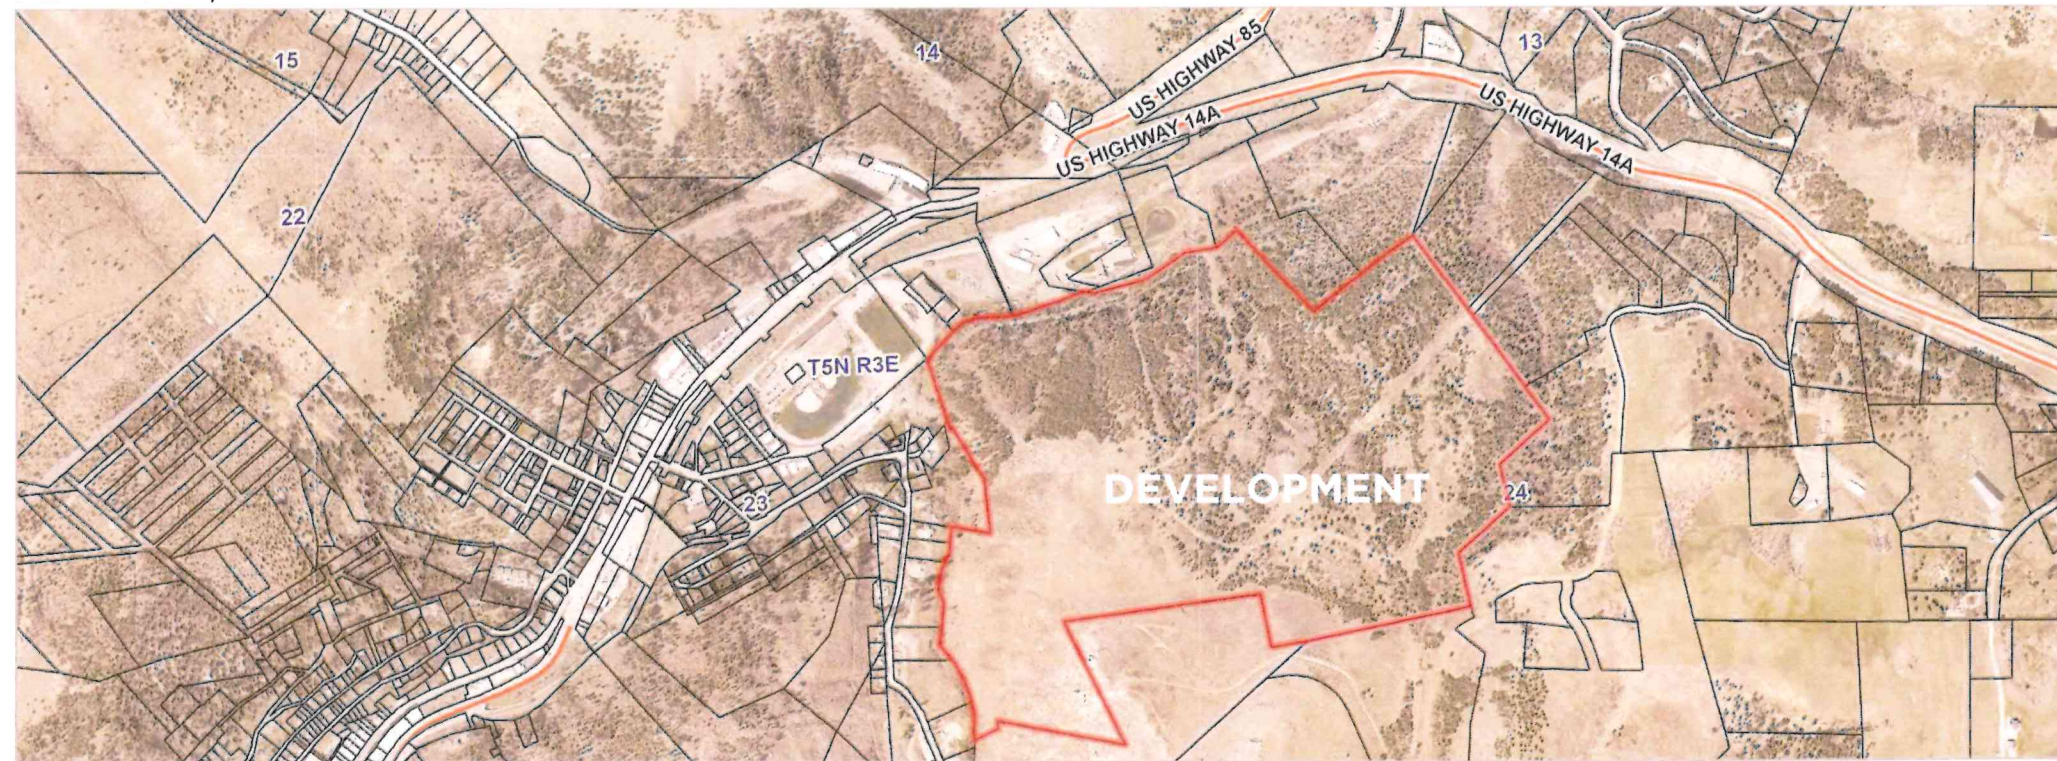 15
14
13
US HIGHWAY 85
US HIGHWAY 14A
US HIGHWAY 14A
22
T5N R3E
DEVELOPMENT
24
23